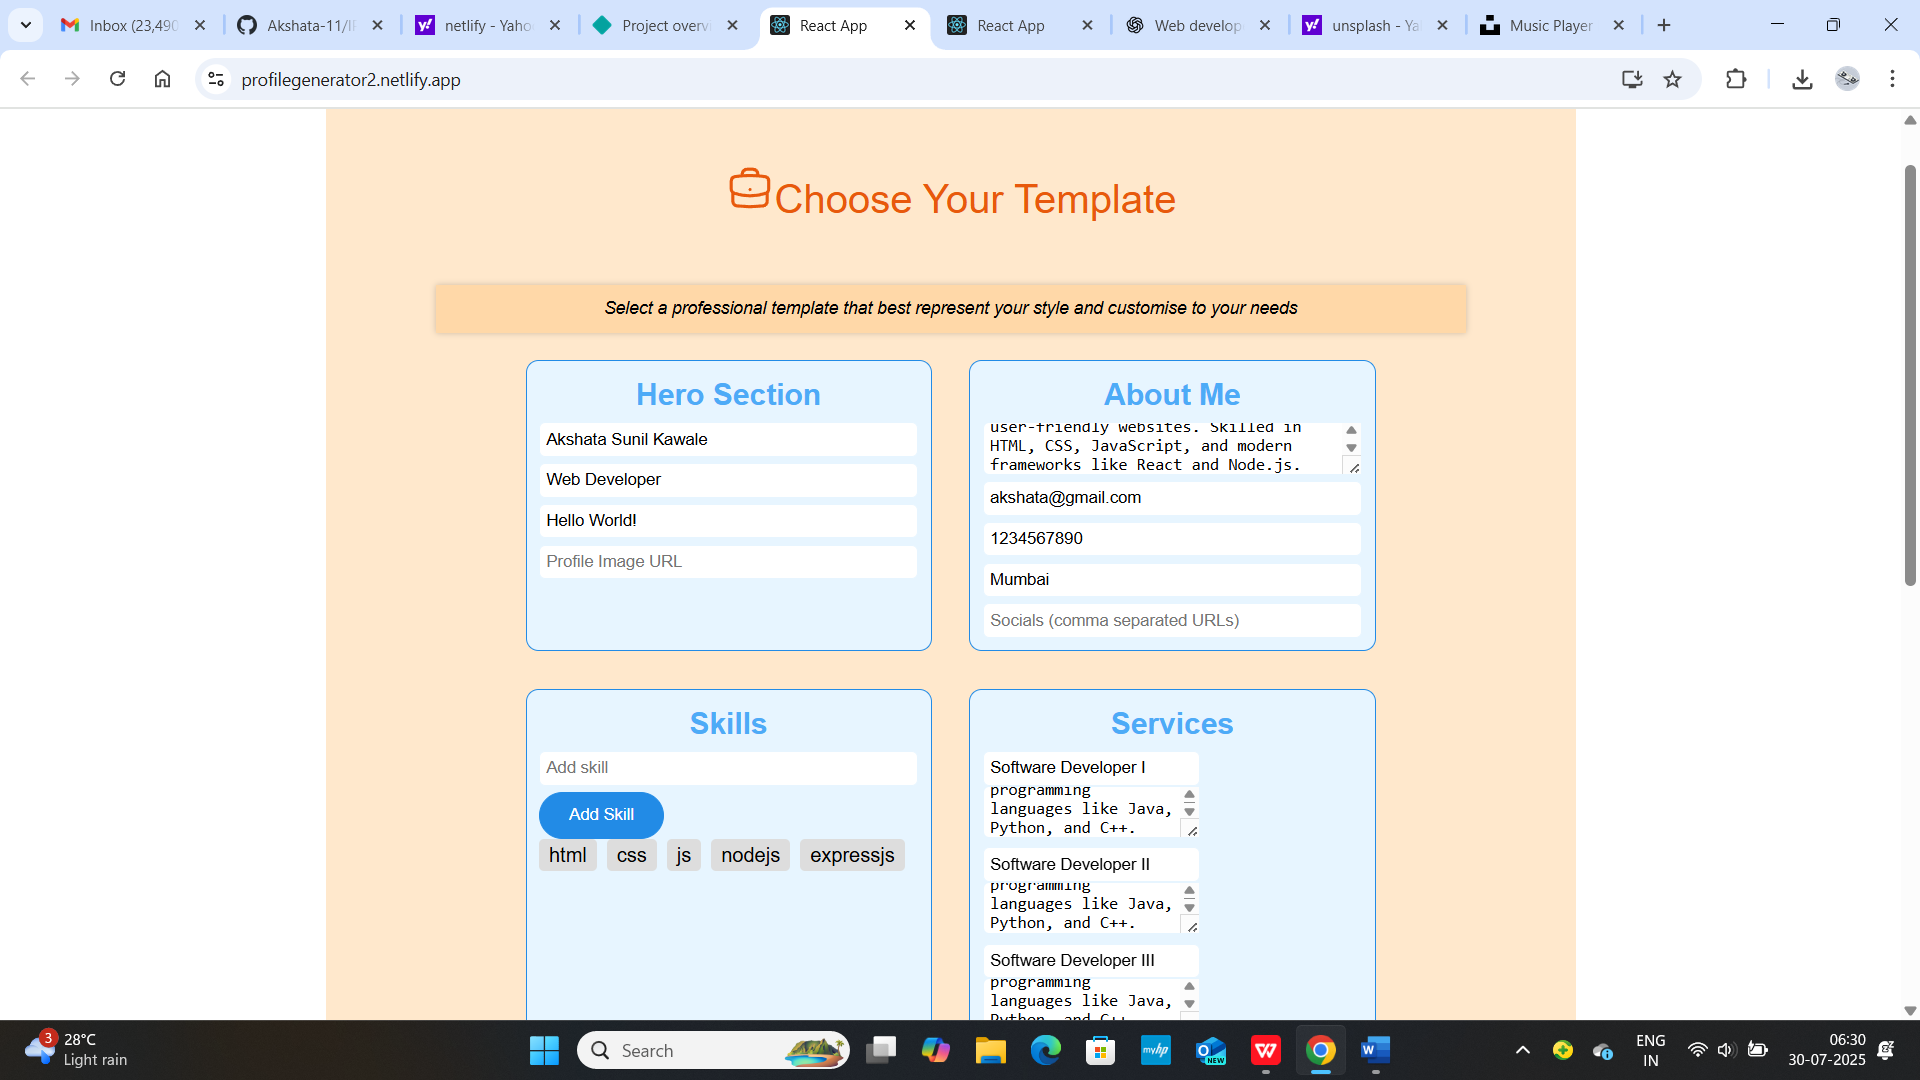 Inbox (23,490
Akshata-11/IF
netlify - Yaho
Project overvi
React App
React App
Web develop
unsplash - Ya
Music Player
profilegenerator2.netlify.app
Choose Your Template
Select a professional template that best represent your style and customise to your needs
Hero Section
Akshata Sunil Kawale
Web Developer
Hello World!
Profile Image URL
About Me
user-friendly websites. Skilled in
HTML, CSS, JavaScript, and modern
frameworks like React and Node.js.
akshata@gmail.com
1234567890
Mumbai
Socials (comma separated URLs)
Skills
Add skill
Add Skill
html css js nodejs expressjs
Services
Software Developer I
programming
languages like Java,
Python, and C++.
Software Developer II
programming
languages like Java,
Python, and C++.
Software Developer III
programming
languages like Java,
Python, and C++.
3
28°C
Light rain
Search
myhp
NEW
W
W
ENG
IN
06:30
30-07-2025